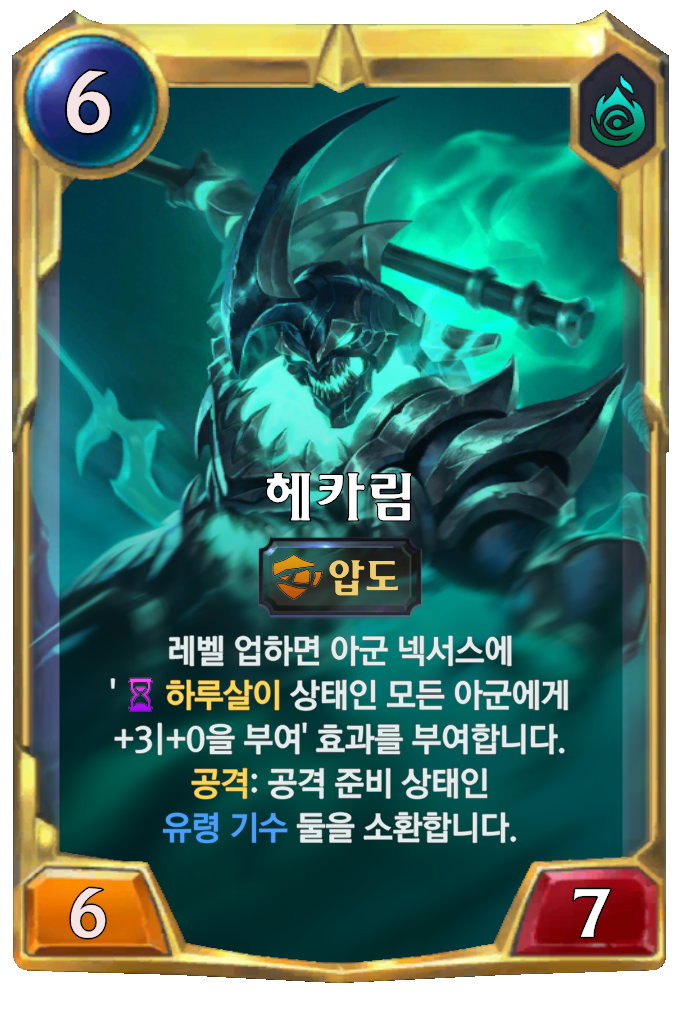 6
헤카림
압도
레벨 업하면 아군 넥서스에
' 하루살이 상태인 모든 아군에게
+3|+0을 부여' 효과를 부여합니다.
공격: 공격 준비 상태인
유령 기수 둘을 소환합니다.
6
7